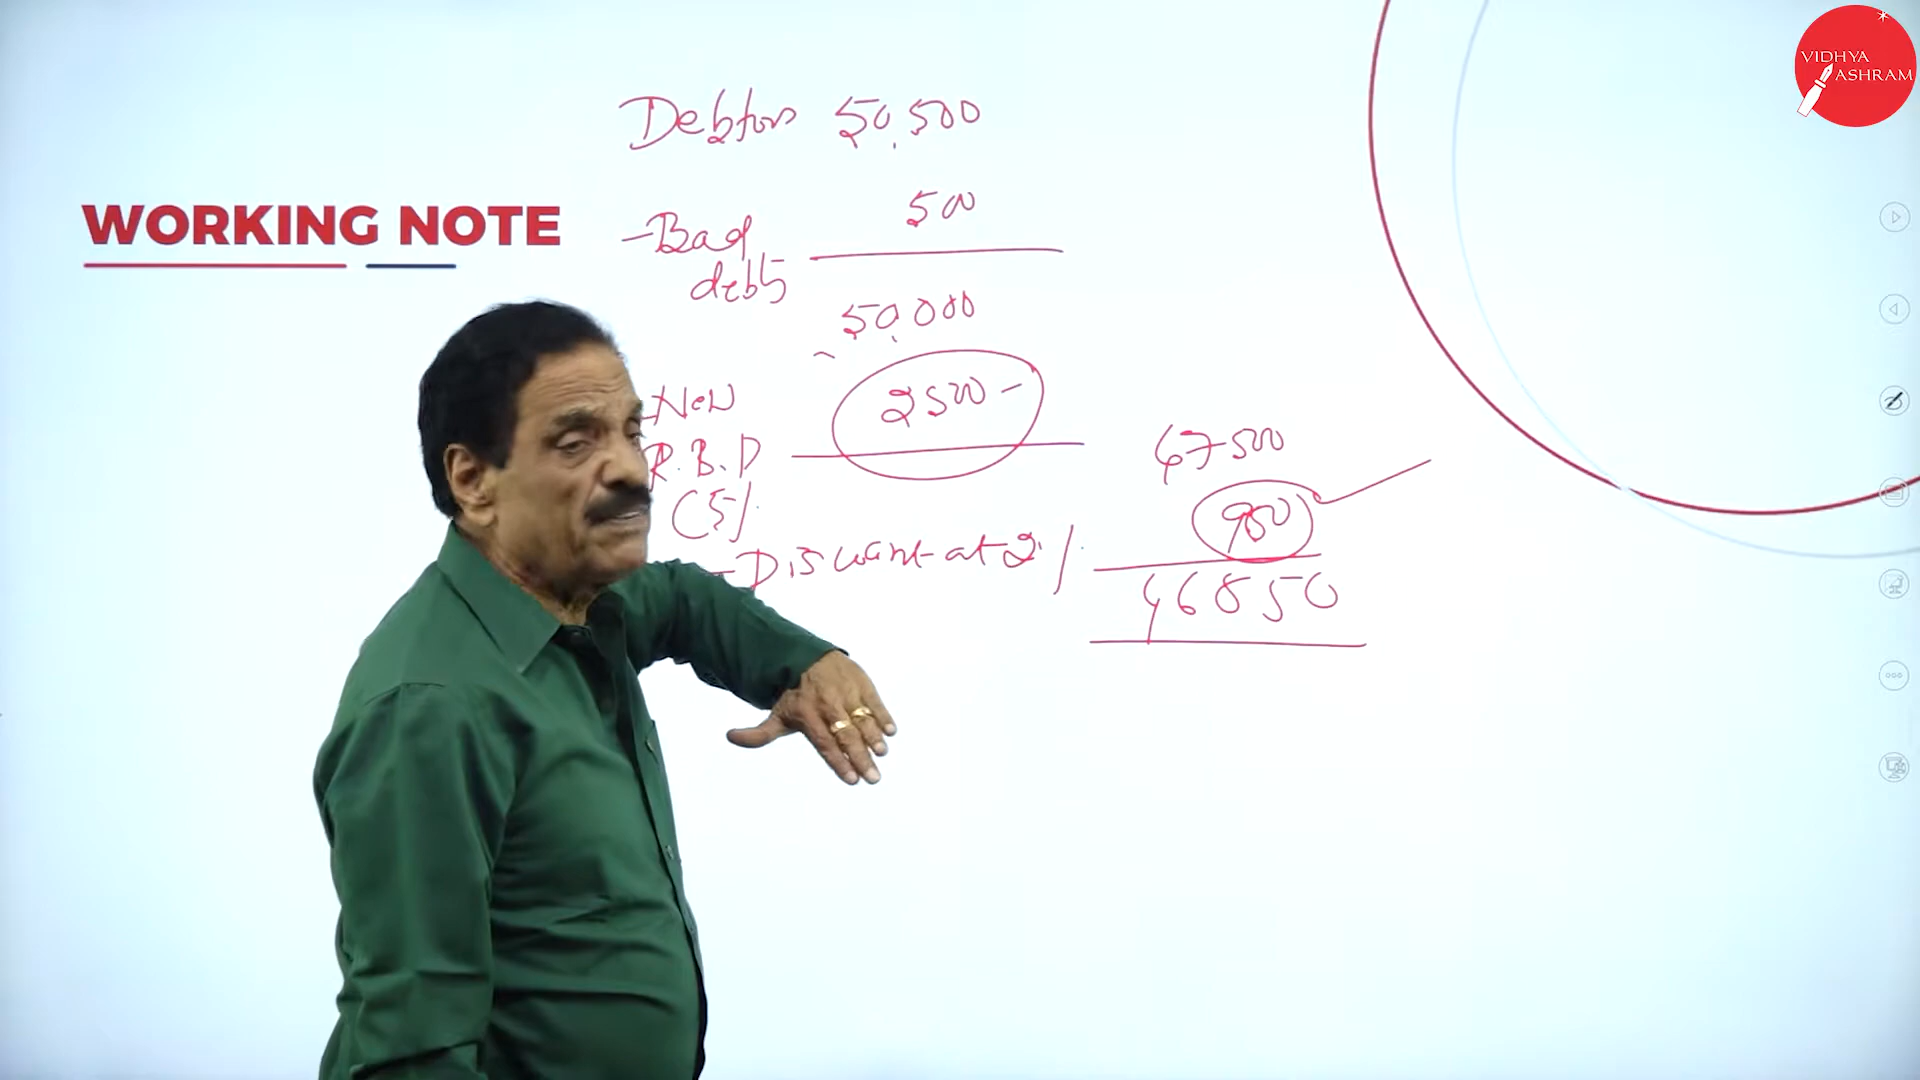 VIDHYA
ASHRAM
WORKING NOTE
Debtors 50,500
- Bad 500
debts
50,000
- New 2500 -
R.B.D
(5%
47500
- Discount at 2% 950
46850